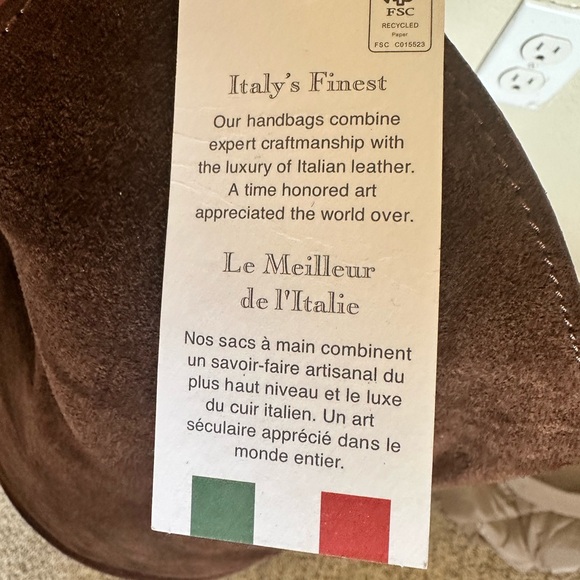 FSC
RECYCLED
Paper
FSC C015523
Italy's Finest
Our handbags combine
expert craftmanship with
the luxury of Italian leather.
A time honored art
appreciated the world over.
Le Meilleur
de l'Italie
Nos sacs à main combinent
un savoir-faire artisanal du
plus haut niveau et le luxe
du cuir italien. Un art
séculaire apprécié dans le
monde entier.